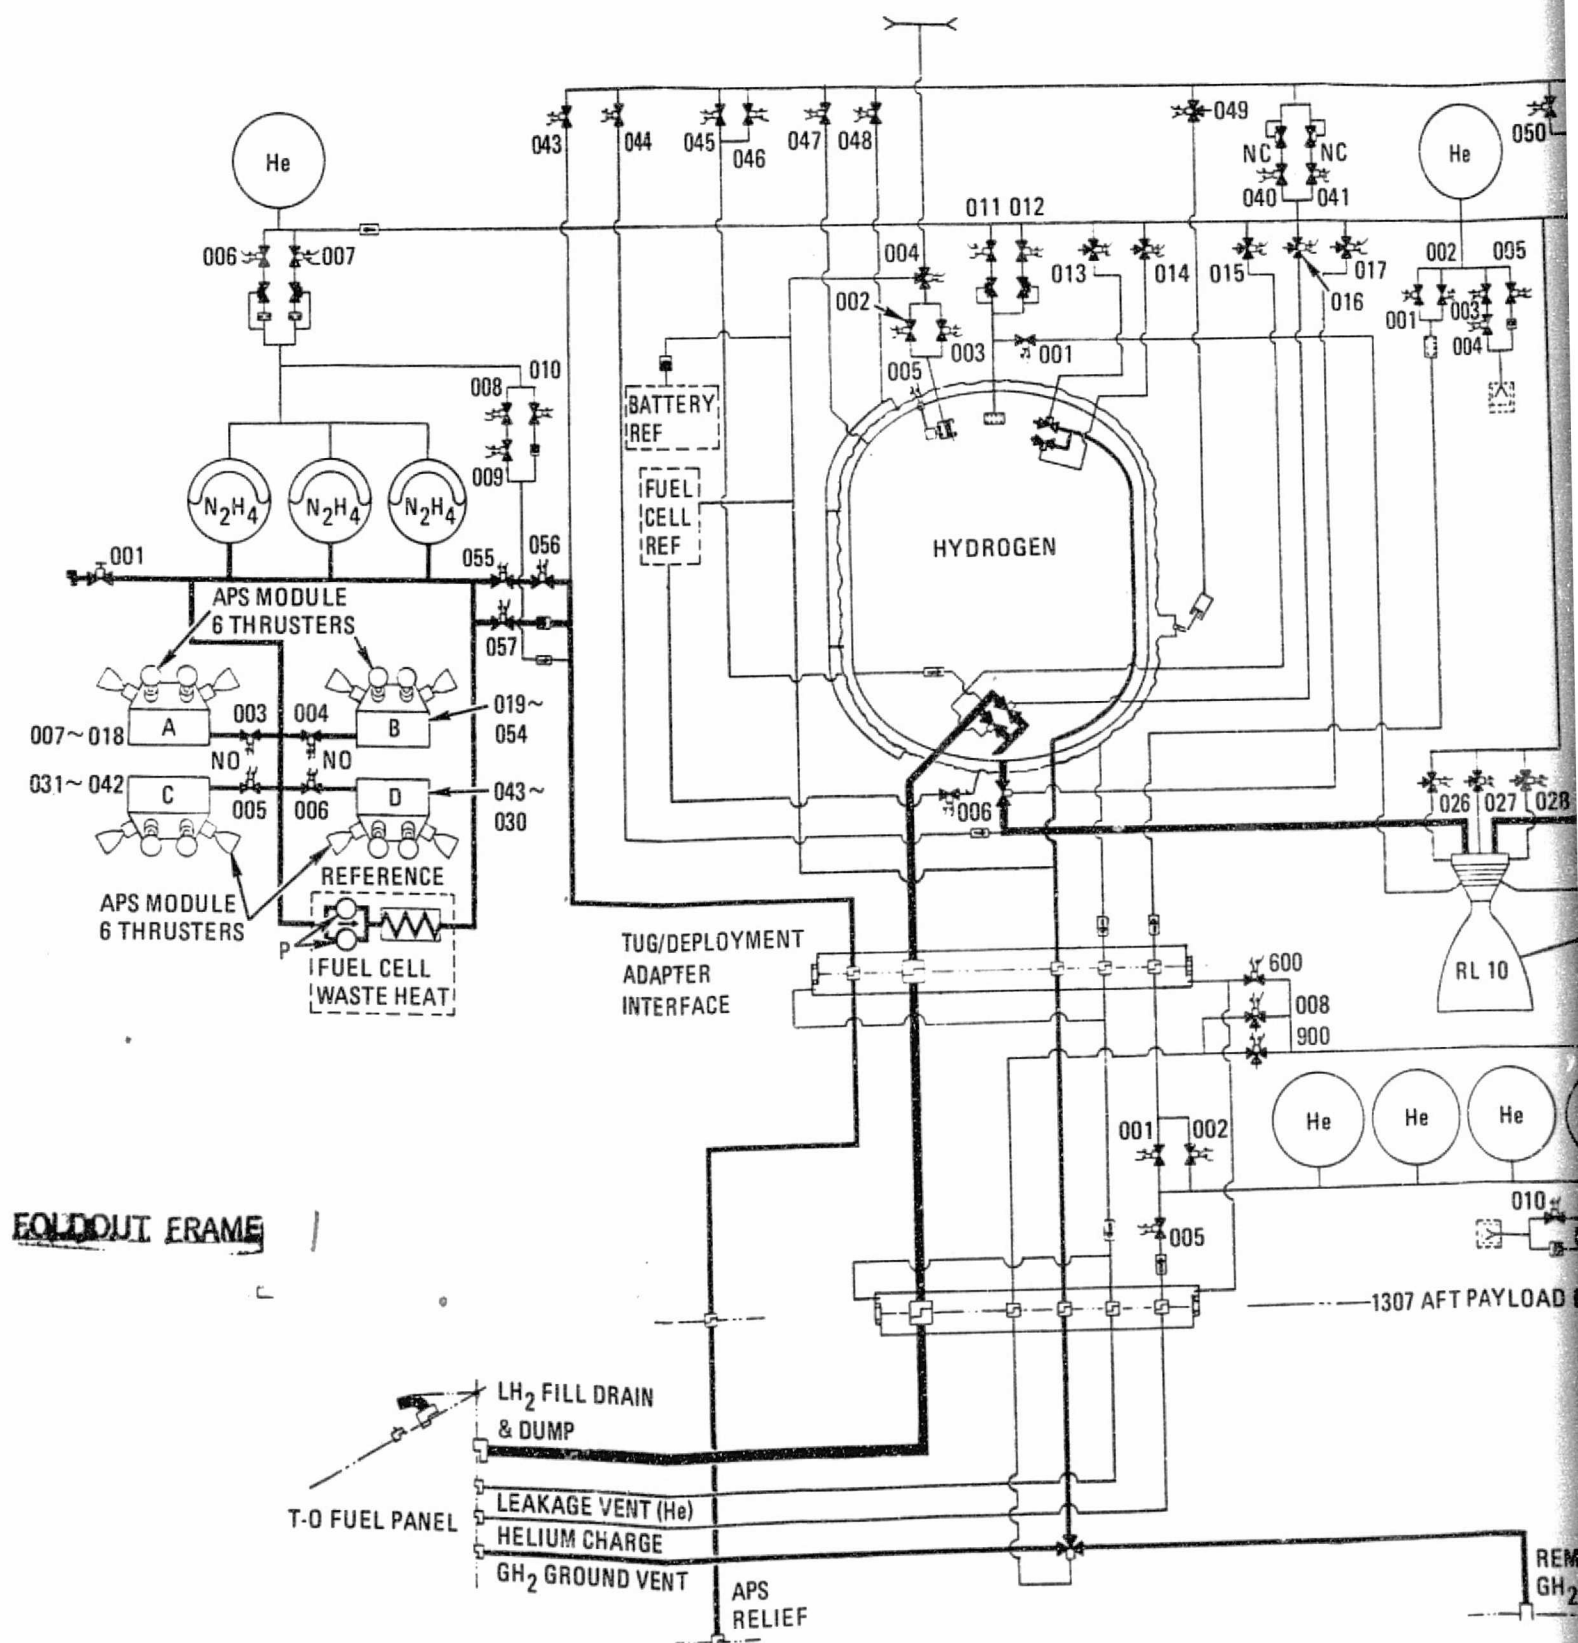 049
043
044
045
046
047
048
050
He
NC
NC
He
040
041
011 012
006
007
004
013
014
015
017
002
005
016
002
003
001
003
001
004
005
010
008
BATTERY
REF
009
FUEL
CELL
REF
N2H4
N2H4
N2H4
HYDROGEN
001
055
056
APS MODULE
6 THRUSTERS
057
A
003
004
B
019~
054
007~018
NO
NO
031~042
C
D
043~
030
005
006
006
026
027
028
REFERENCE
APS MODULE
6 THRUSTERS
P
FUEL CELL
WASTE HEAT
TUG/DEPLOYMENT
ADAPTER
INTERFACE
RL 10
600
008
900
He
He
He
001
002
005
010
FOLDOUT FRAME
1307 AFT PAYLOAD
LH2 FILL DRAIN
& DUMP
LEAKAGE VENT (He)
T-O FUEL PANEL
HELIUM CHARGE
GH2 GROUND VENT
APS
RELIEF
REM
GH2